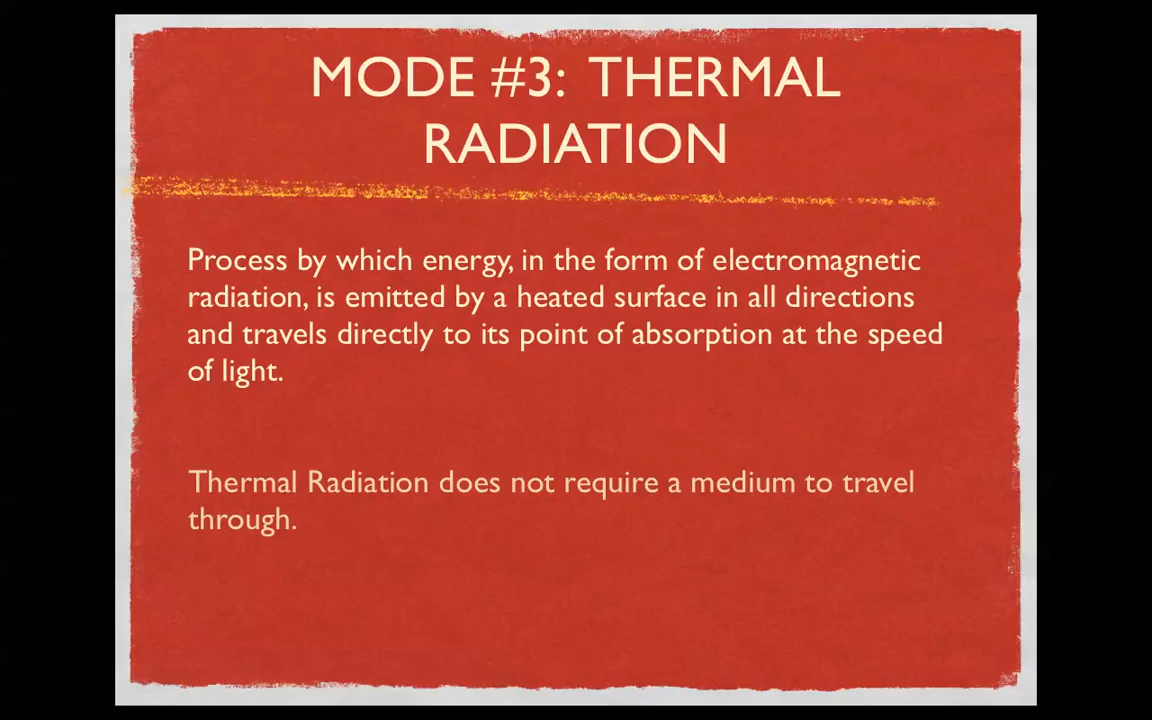 MODE #3: THERMAL
RADIATION
Process by which energy, in the form of electromagnetic
radiation, is emitted by a heated surface in all directions
and travels directly to its point of absorption at the speed
of light.
Thermal Radiation does not require a medium to travel
through.